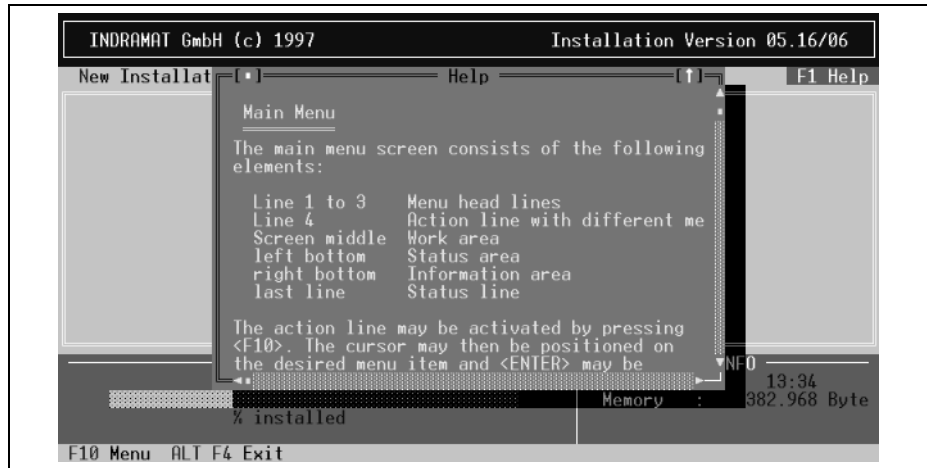 INDRAMAT GmbH (c) 1997 Installation Version 05.16/06
New Installat [▪] Help [↑] F1 Help
Main Menu
The main menu screen consists of the following
elements:
Line 1 to 3 Menu head lines
Line 4 Action line with different me
Screen middle Work area
left bottom Status area
right bottom Information area
last line Status line
The action line may be activated by pressing
<F10>. The cursor may then be positioned on
the desired menu item and <ENTER> may be
NFO
13:34
Memory : 382.968 Byte
% installed
F10 Menu ALT F4 Exit